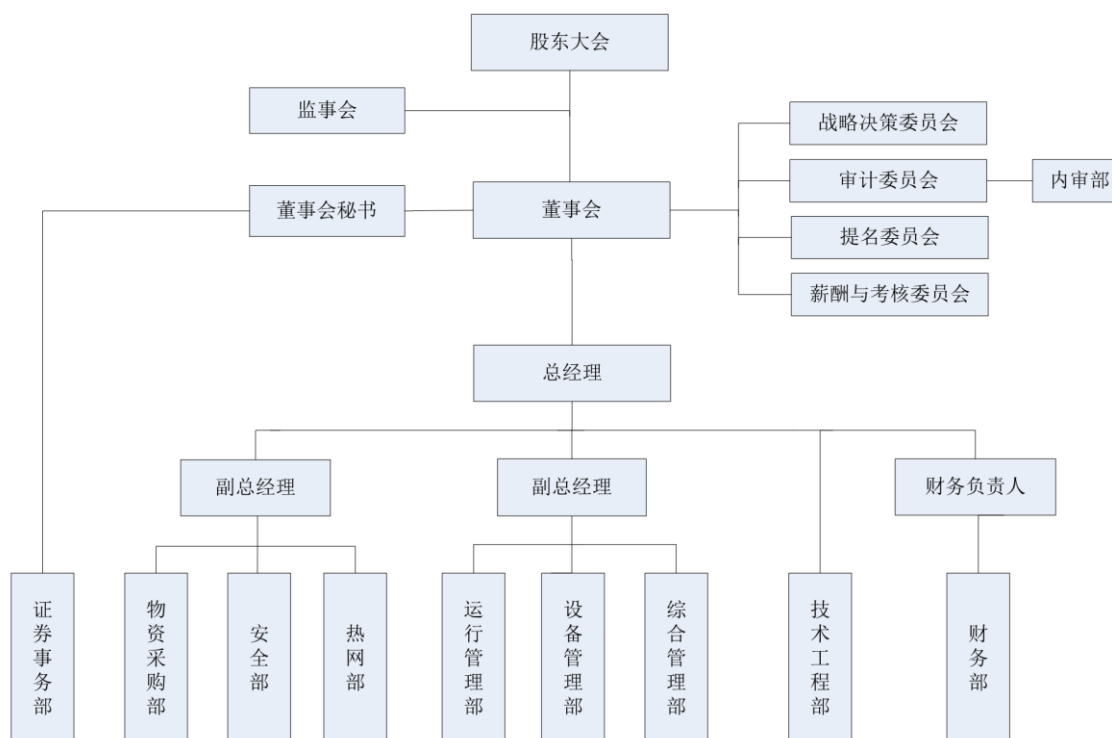 股东大会
监事会
战略决策委员会
审计委员会
内审部
董事会秘书
董事会
提名委员会
薪酬与考核委员会
总经理
副总经理
副总经理
财务负责人
证券事务部
物资采购部
安全部
热网部
运行管理部
设备管理部
综合管理部
技术工程部
财务部